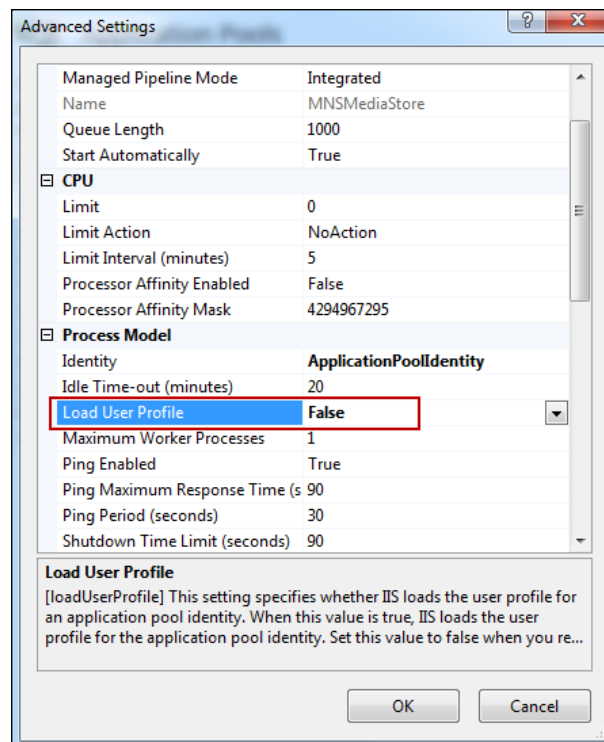 Advanced Settings
Managed Pipeline Mode Integrated
Name MNSMediaStore
Queue Length 1000
Start Automatically True
CPU
Limit 0
Limit Action NoAction
Limit Interval (minutes) 5
Processor Affinity Enabled False
Processor Affinity Mask 4294967295
Process Model
Identity ApplicationPoolIdentity
Idle Time-out (minutes) 20
Load User Profile False
Maximum Worker Processes 1
Ping Enabled True
Ping Maximum Response Time (s 90
Ping Period (seconds) 30
Shutdown Time Limit (seconds) 90
Load User Profile
[loadUserProfile] This setting specifies whether IIS loads the user profile for
an application pool identity. When this value is true, IIS loads the user
profile for the application pool identity. Set this value to false when you re...
OK Cancel